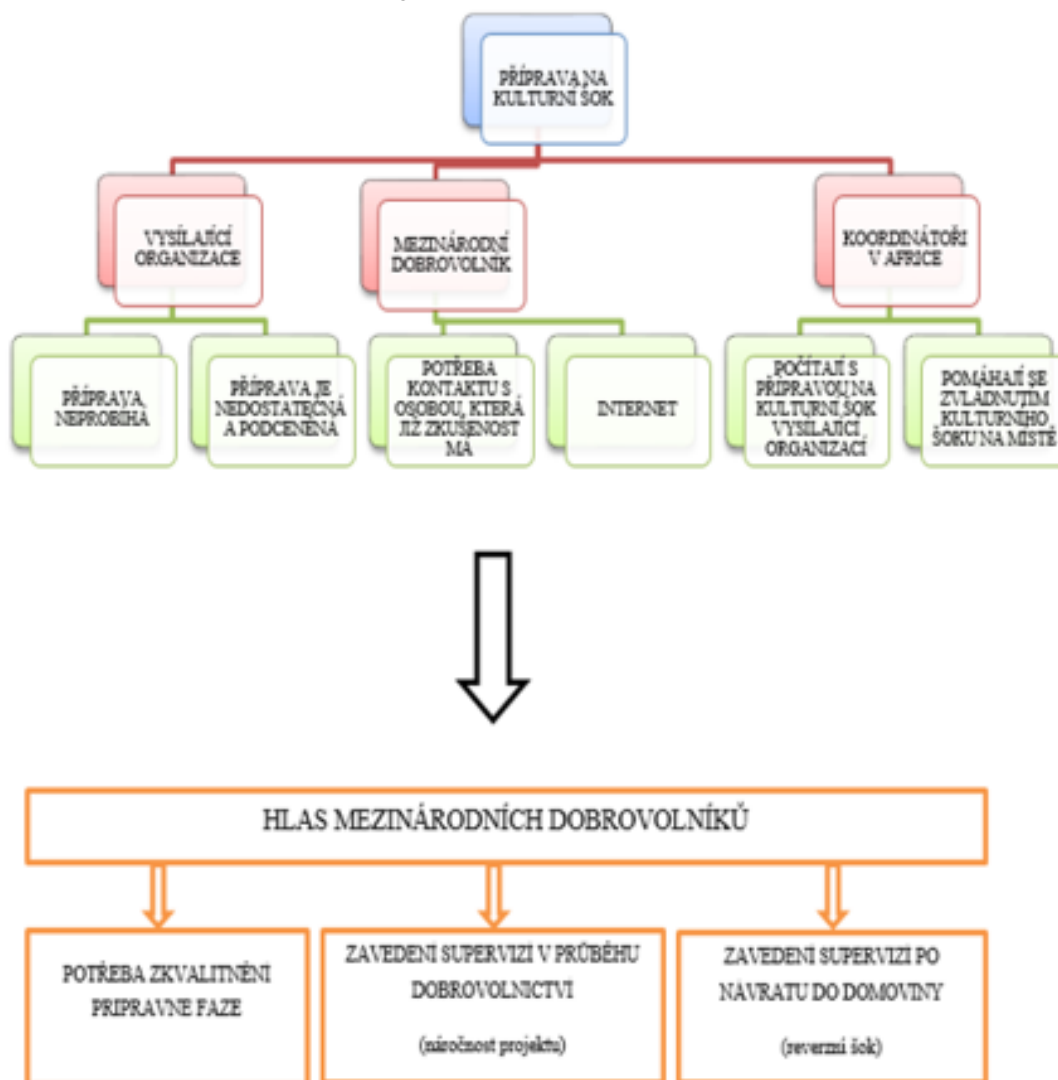 PŘÍPRAVA NA
KULTURNÍ ŠOK
VYSÍLAJÍCÍ
ORGANIZACE
MEZINÁRODNÍ
DOBROVOLNÍK
KOORDINÁTOŘI
V AFRICE
PŘÍPRAVA
NEPROBÍHÁ
PŘÍPRAVA JE
NEDOSTATEČNÁ
A PODCENĚNÁ
POTŘEBA
KONTAKTU S
OSOBOU, KTERÁ
JIŽ ZKUŠENOST
MÁ
INTERNET
POČÍTAJÍ S
PŘÍPRAVOU NA
KULTURNÍ ŠOK
VYSÍLAJÍCÍ
ORGANIZACÍ
POMÁHAJÍ SE
ZVLÁDNUTÍM
KULTURNÍHO
ŠOKU NA MÍSTĚ
HLAS MEZINÁRODNÍCH DOBROVOLNÍKŮ
POTŘEBA ZKVALITNĚNÍ
PŘÍPRAVNÉ FÁZE
ZAVEDENÍ SUPERVIZÍ V PRŮBĚHU
DOBROVOLNICTVÍ
(náročnost projektu)
ZAVEDENÍ SUPERVIZÍ PO
NÁVRATU DO DOMOVINY
(reverzní šok)